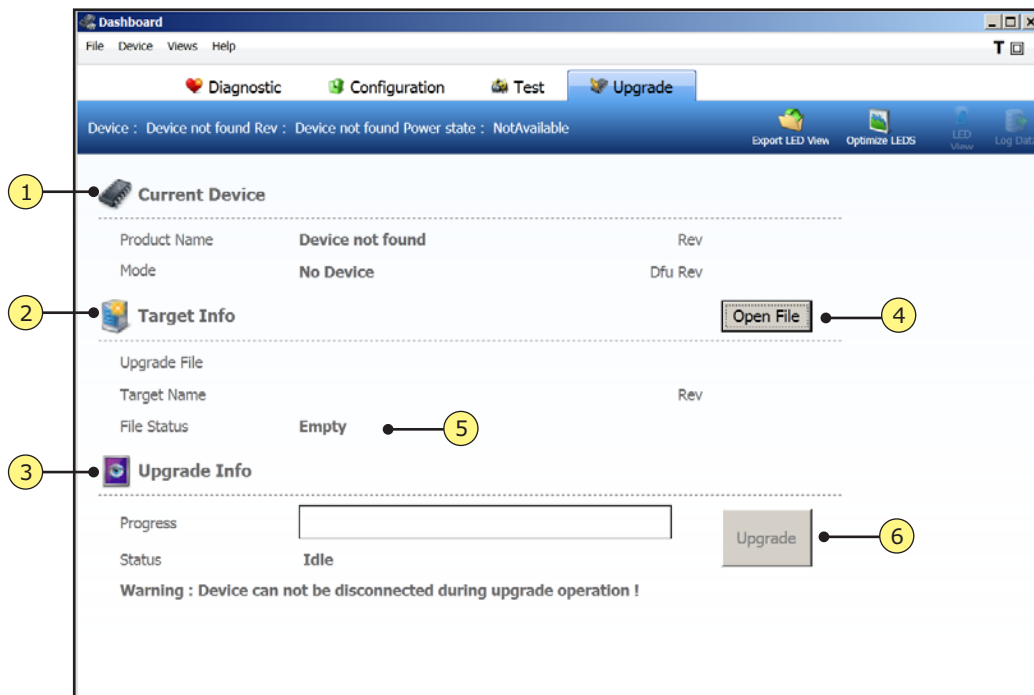 Dashboard
File Device Views Help
T
Diagnostic Configuration Test Upgrade
Device : Device not found Rev : Device not found Power state : NotAvailable
Export LED View Optimize LEDS LED View Log Data
1 Current Device
Product Name Device not found Rev
Mode No Device Dfu Rev
2 Target Info Open File 4
Upgrade File
Target Name Rev
File Status Empty 5
3 Upgrade Info
Progress Upgrade 6
Status Idle
Warning : Device can not be disconnected during upgrade operation !